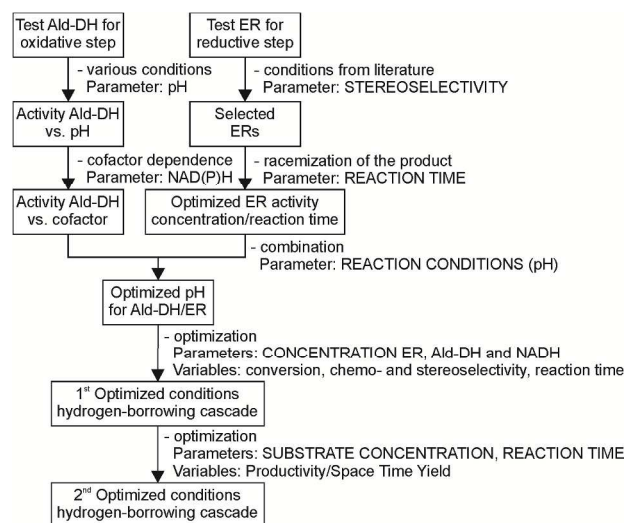 Test Ald-DH for
oxidative step
Test ER for
reductive step
- various conditions
Parameter: pH
- conditions from literature
Parameter: STEREOSELECTIVITY
Activity Ald-DH
vs. pH
Selected
ERs
- cofactor dependence
Parameter: NAD(P)H
- racemization of the product
Parameter: REACTION TIME
Activity Ald-DH
vs. cofactor
Optimized ER activity
concentration/reaction time
- combination
Parameter: REACTION CONDITIONS (pH)
Optimized pH
for Ald-DH/ER
- optimization
Parameters: CONCENTRATION ER, Ald-DH and NADH
Variables: conversion, chemo- and stereoselectivity, reaction time
1st Optimized conditions
hydrogen-borrowing cascade
- optimization
Parameters: SUBSTRATE CONCENTRATION, REACTION TIME
Variables: Productivity/Space Time Yield
2nd Optimized conditions
hydrogen-borrowing cascade